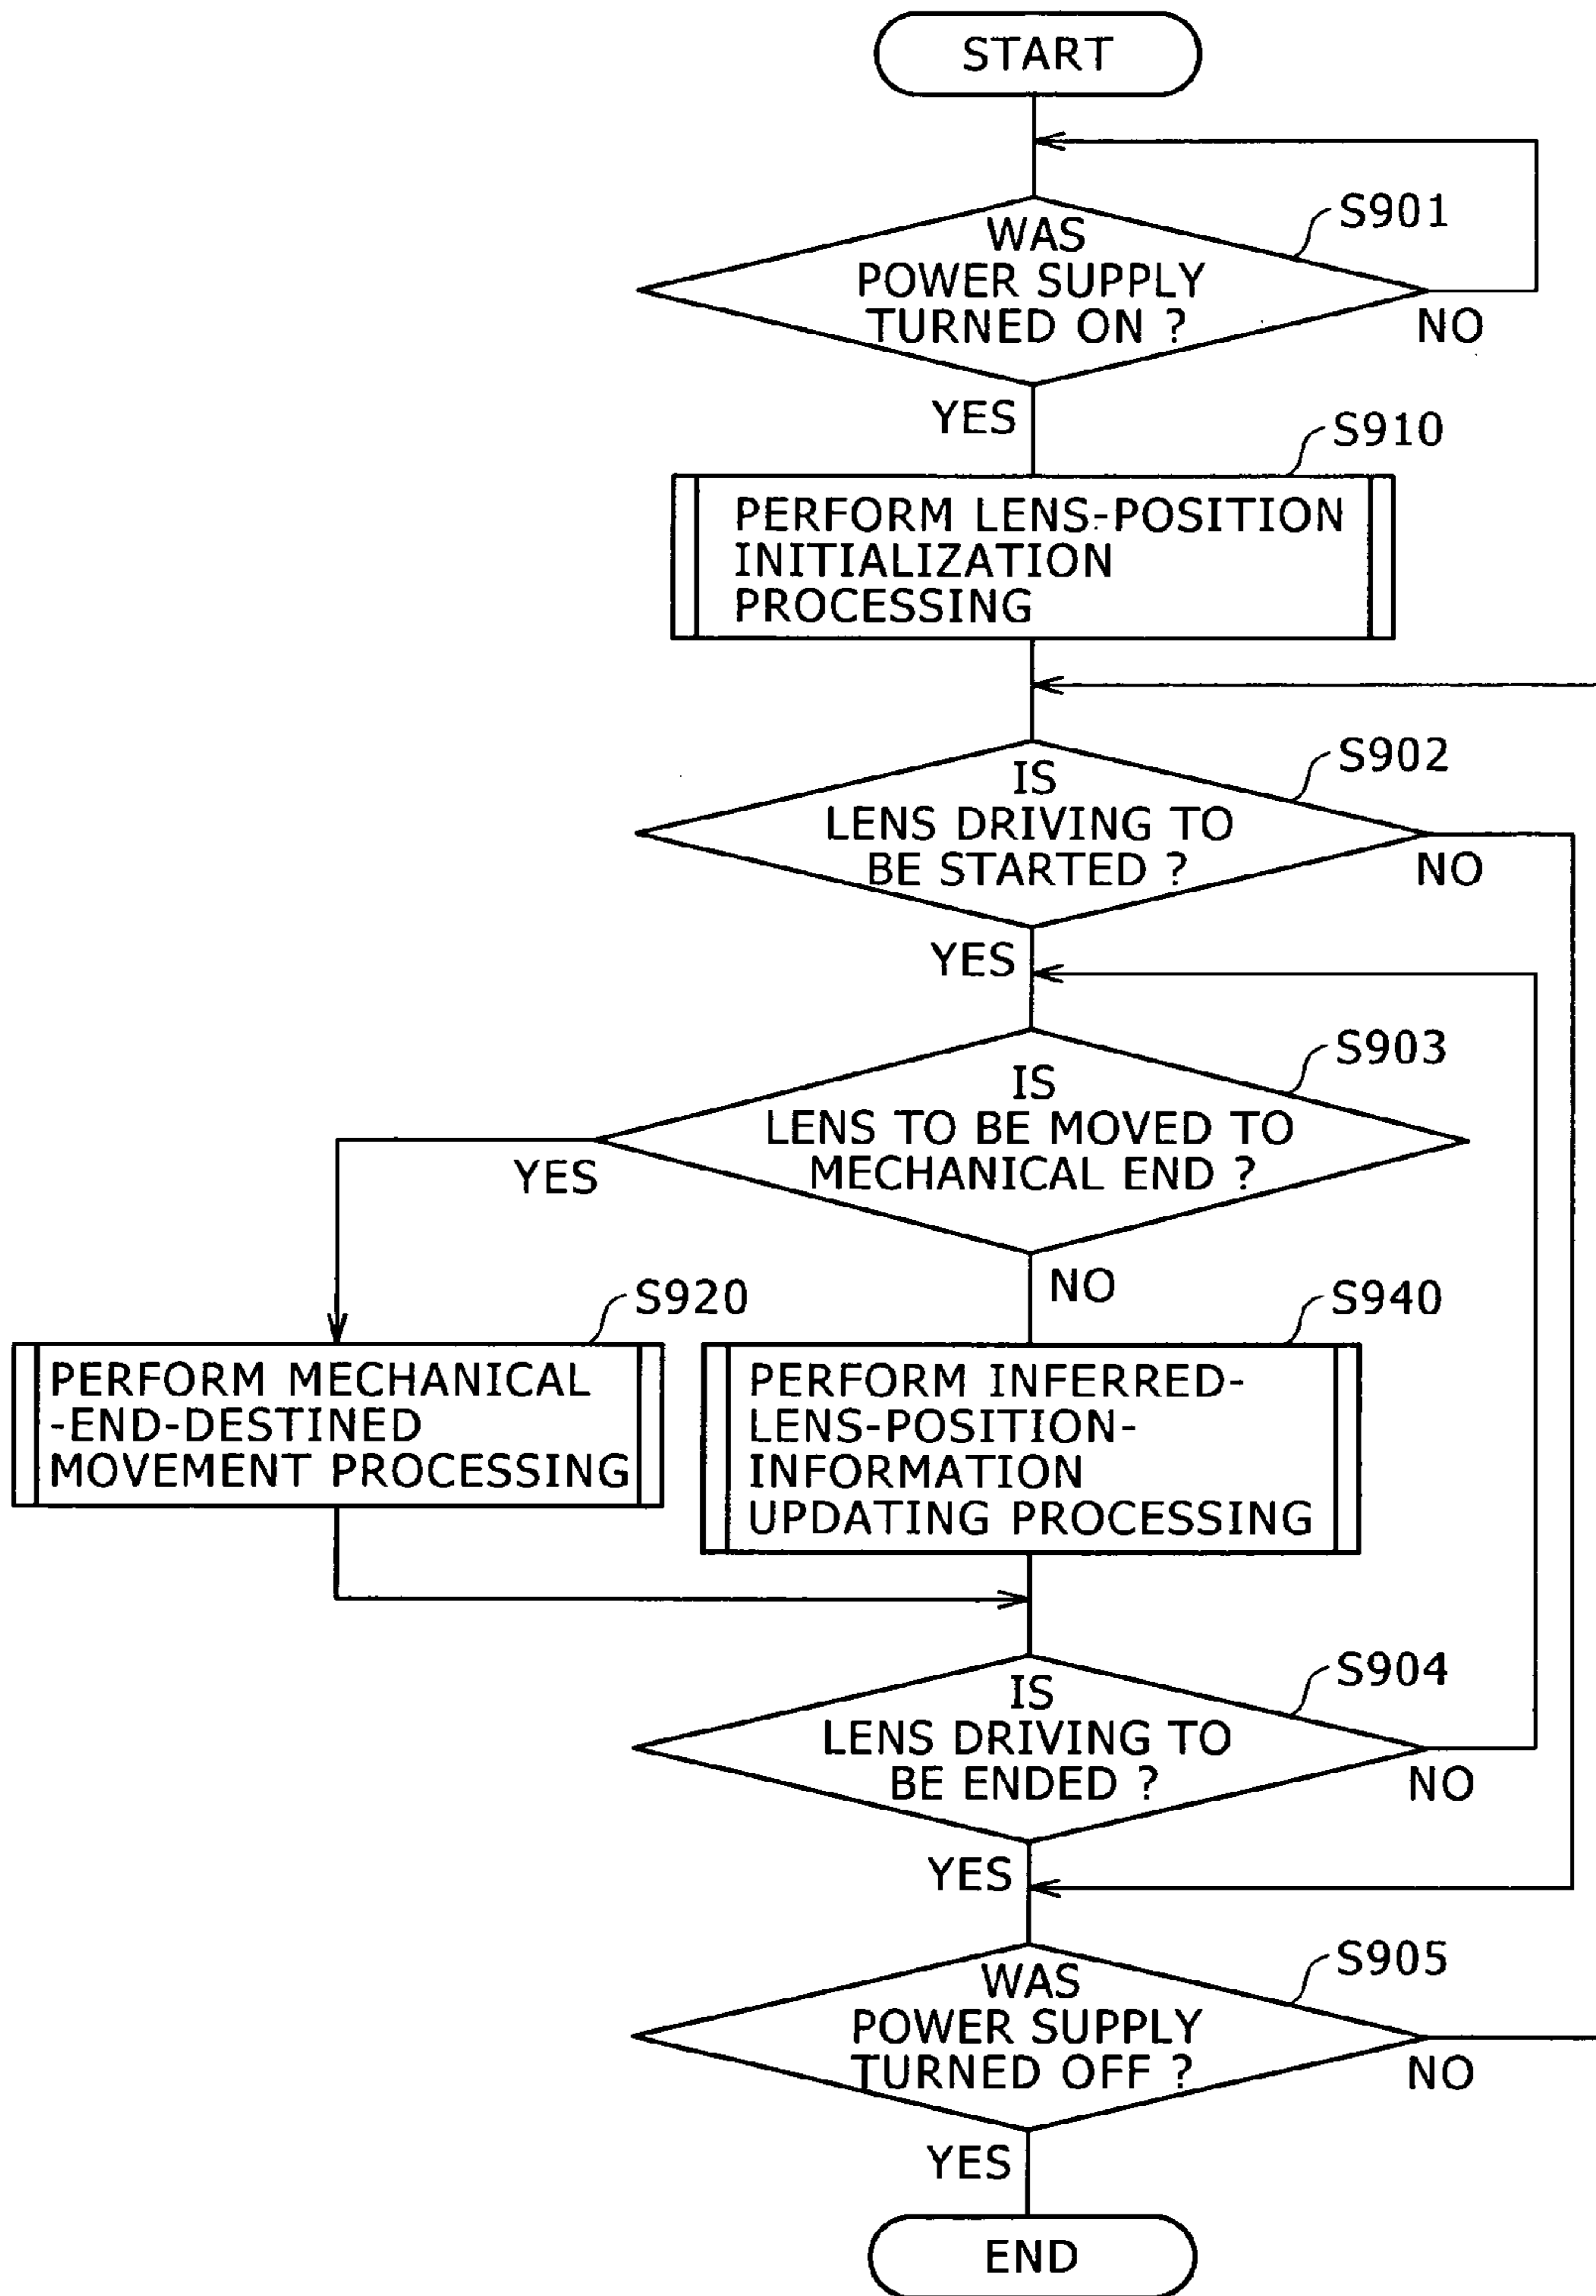 START
S901
WAS
POWER SUPPLY
TURNED ON ?
NO
YES
S910
PERFORM LENS-POSITION
INITIALIZATION
PROCESSING
S902
IS
LENS DRIVING TO
BE STARTED ?
NO
YES
S903
IS
LENS TO BE MOVED TO
MECHANICAL END ?
YES
NO
S920
PERFORM MECHANICAL
-END-DESTINED
MOVEMENT PROCESSING
S940
PERFORM INFERRED-
LENS-POSITION-
INFORMATION
UPDATING PROCESSING
S904
IS
LENS DRIVING TO
BE ENDED ?
NO
YES
S905
WAS
POWER SUPPLY
TURNED OFF ?
NO
YES
END